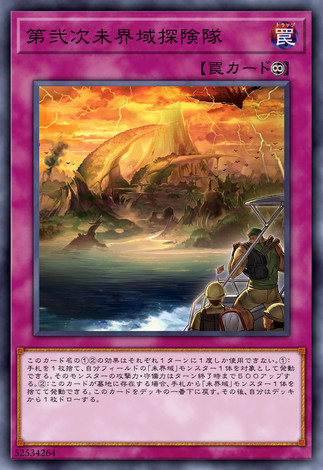 第弐次未界域探険隊
トラップ
罠
【罠カード♾】
このカード名の①②の効果はそれぞれ1ターンに1度しか使用できない。①:
手札を1枚捨て、自分フィールドの「未界域」モンスター1体を対象として発動
できる。そのモンスターの攻撃力・守備力はターン終了時まで500アップす
る。②:このカードが墓地に存在する場合、手札から「未界域」モンスター1体を
捨てて発動できる。このカードをデッキの一番下に戻す。その後、自分はデッキ
から1枚ドローする。
52534264